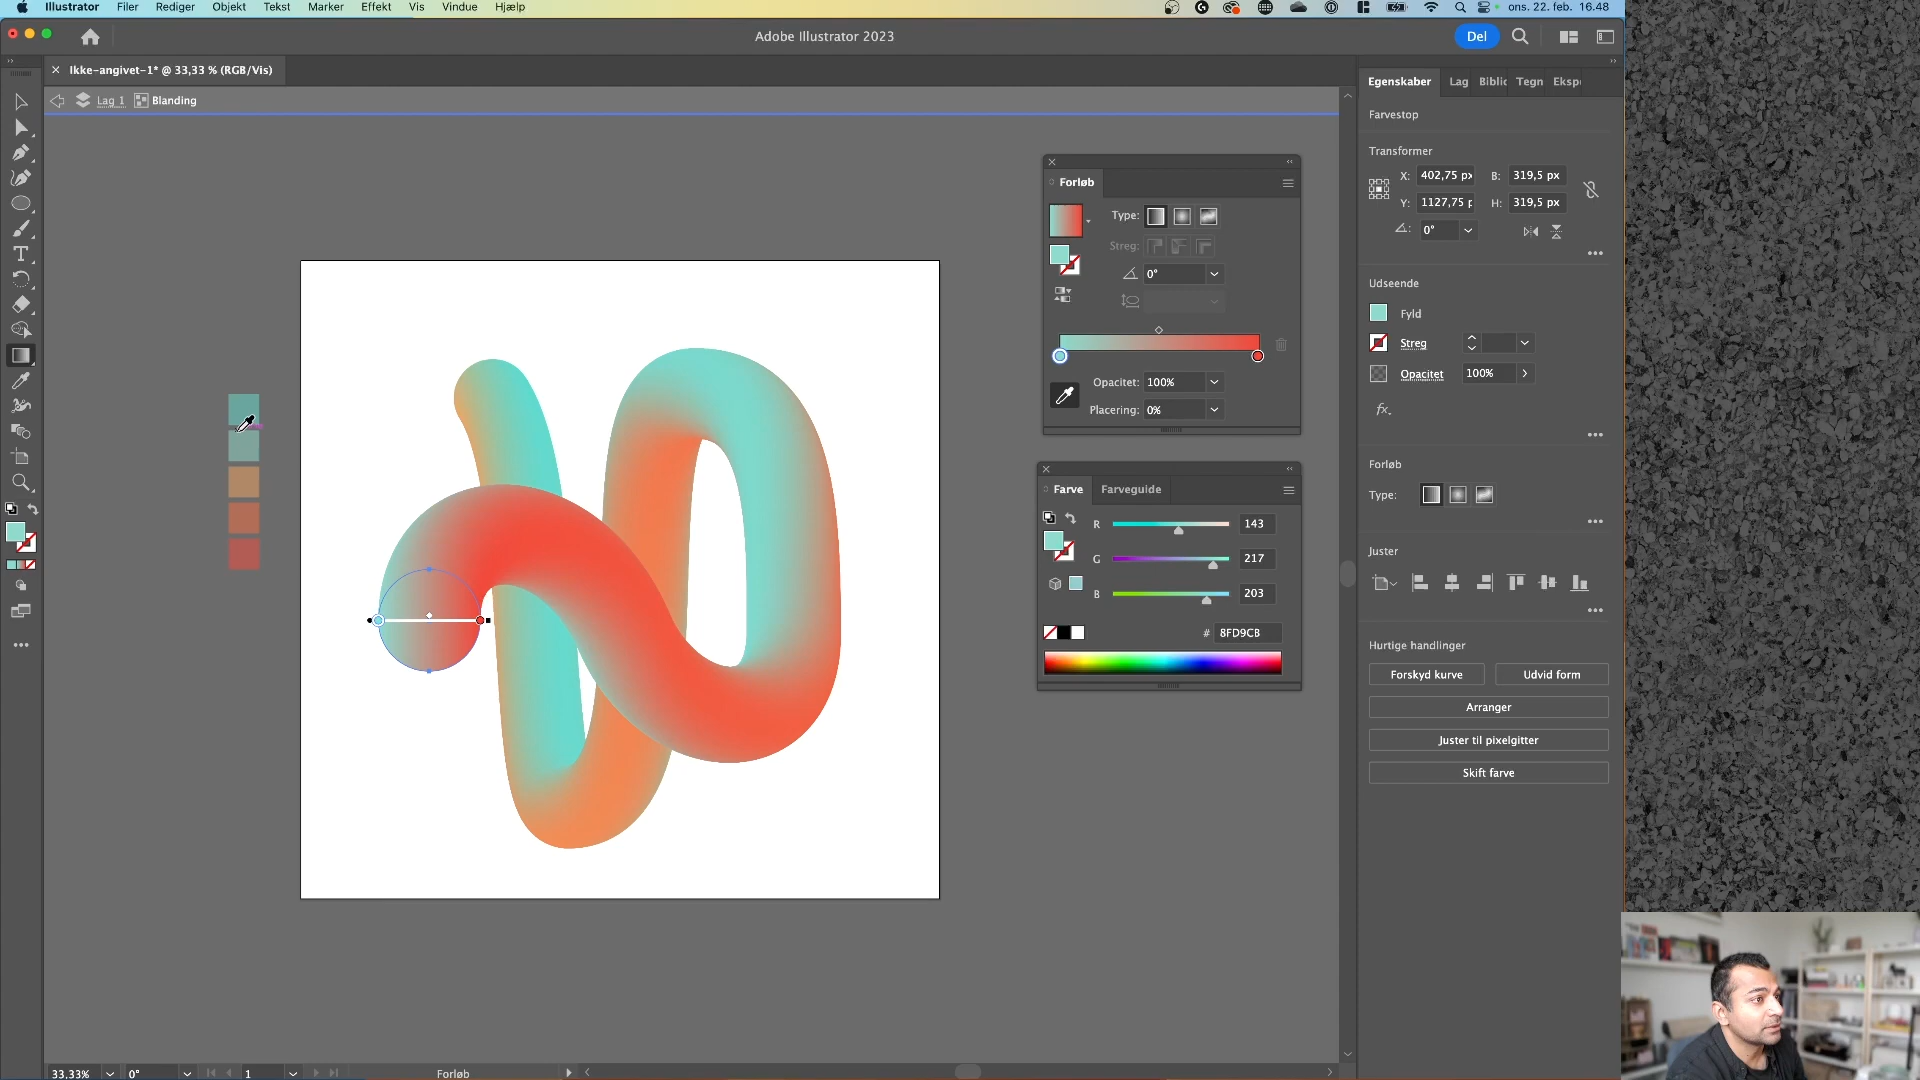 Illustrator Filer Rediger Objekt Tekst Marker Effekt Vis Vindue Hjælp ons. 22. feb. 16.48
Adobe Illustrator 2023 Del
× Ikke-angivet-1* @ 33,33 % (RGB/Vis)
Lag 1 Blanding
Egenskaber Lag Biblic Tegn Eksp
Farvestop
Transformer
X: 402,75 px B: 319,5 px
Y: 1127,75 p H: 319,5 px
0°
Udseende
Fyld
Streg
Opacitet 100%
fx.
Forløb
Type:
Juster
Hurtige handlinger
Forskyd kurve Udvid form
Arranger
Juster til pixelgitter
Skift farve
Forløb
Type:
Streg:
0°
Opacitet: 100%
Placering: 0%
Farve Farveguide
R 143
G 217
B 203
# 8FD9CB
33,33% 0° 1 Forløb